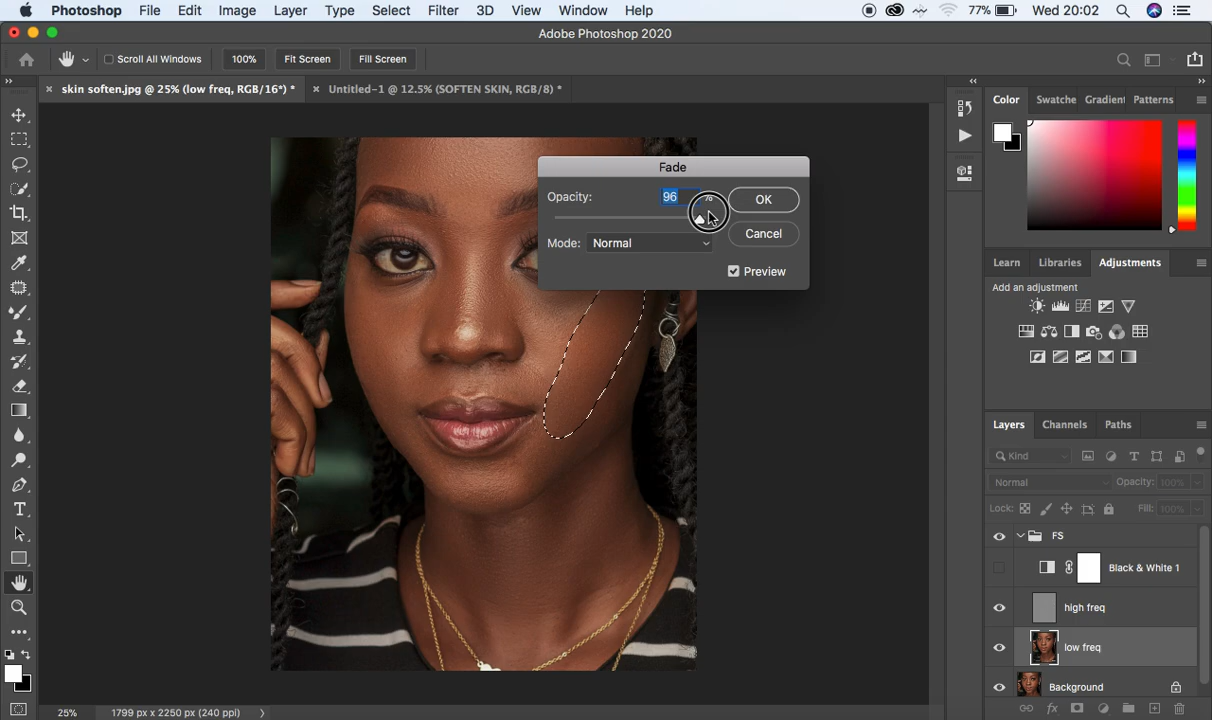 Photoshop File Edit Image Layer Type Select Filter 3D View Window Help 77% Wed 20:02
Adobe Photoshop 2020
Scroll All Windows 100% Fit Screen Fill Screen
skin soften.jpg @ 25% (low freq, RGB/16*) * Untitled-1 @ 12.5% (SOFTEN SKIN, RGB/8) *
Color Swatche Gradien Patterns
Fade
Opacity: 96 % OK
Cancel
Mode: Normal
Preview
Learn Libraries Adjustments
Add an adjustment
Layers Channels Paths
Kind
Normal Opacity: 100%
Lock: Fill: 100%
FS
Black & White 1
high freq
low freq
Background
25% 1799 px x 2250 px (240 ppi)